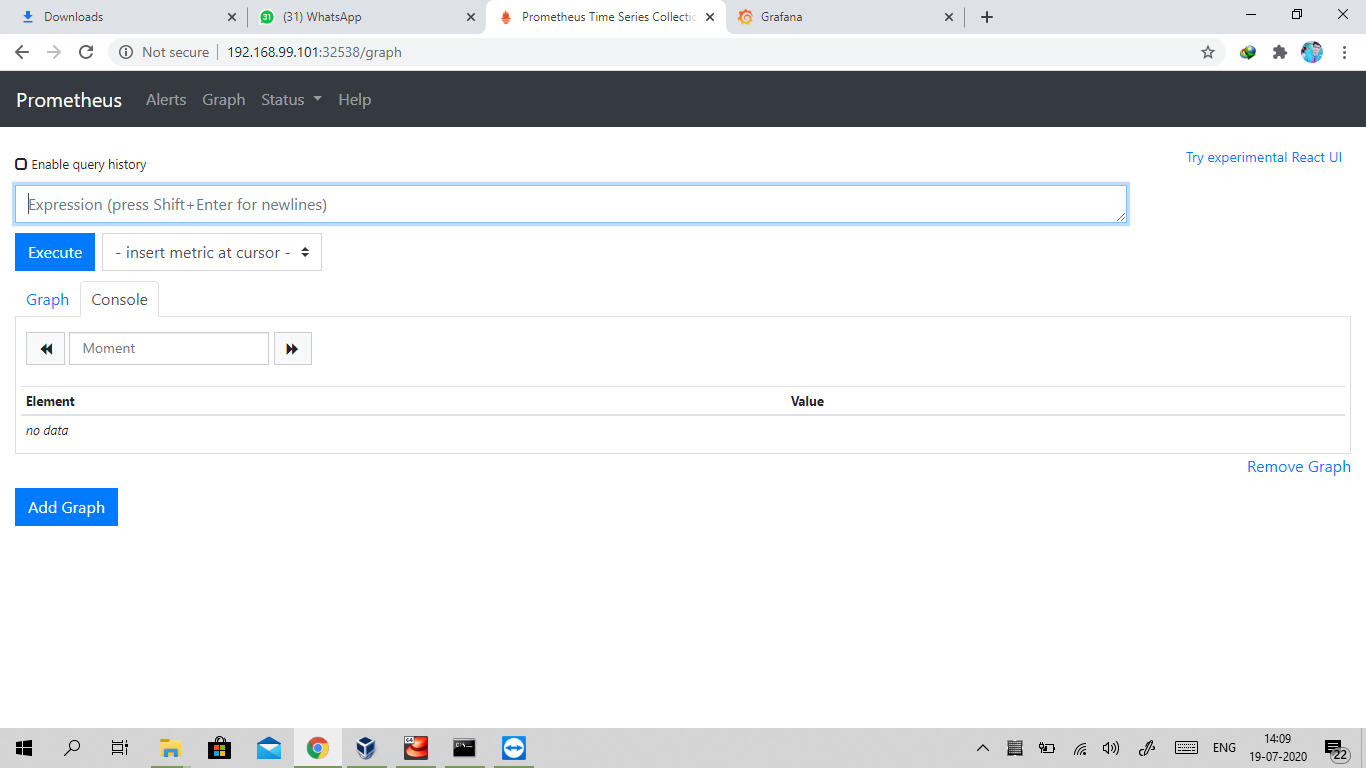 Downloads
31
(31) WhatsApp
Prometheus Time Series Collectic
Grafana
Not secure
192.168.99.101:32538/graph
Prometheus
Alerts
Graph
Status
Help
Enable query history
Try experimental React UI
Expression (press Shift+Enter for newlines)
Execute
- insert metric at cursor -
Graph
Console
Moment
Element
Value
no data
Remove Graph
Add Graph
ENG
14:09
19-07-2020
22